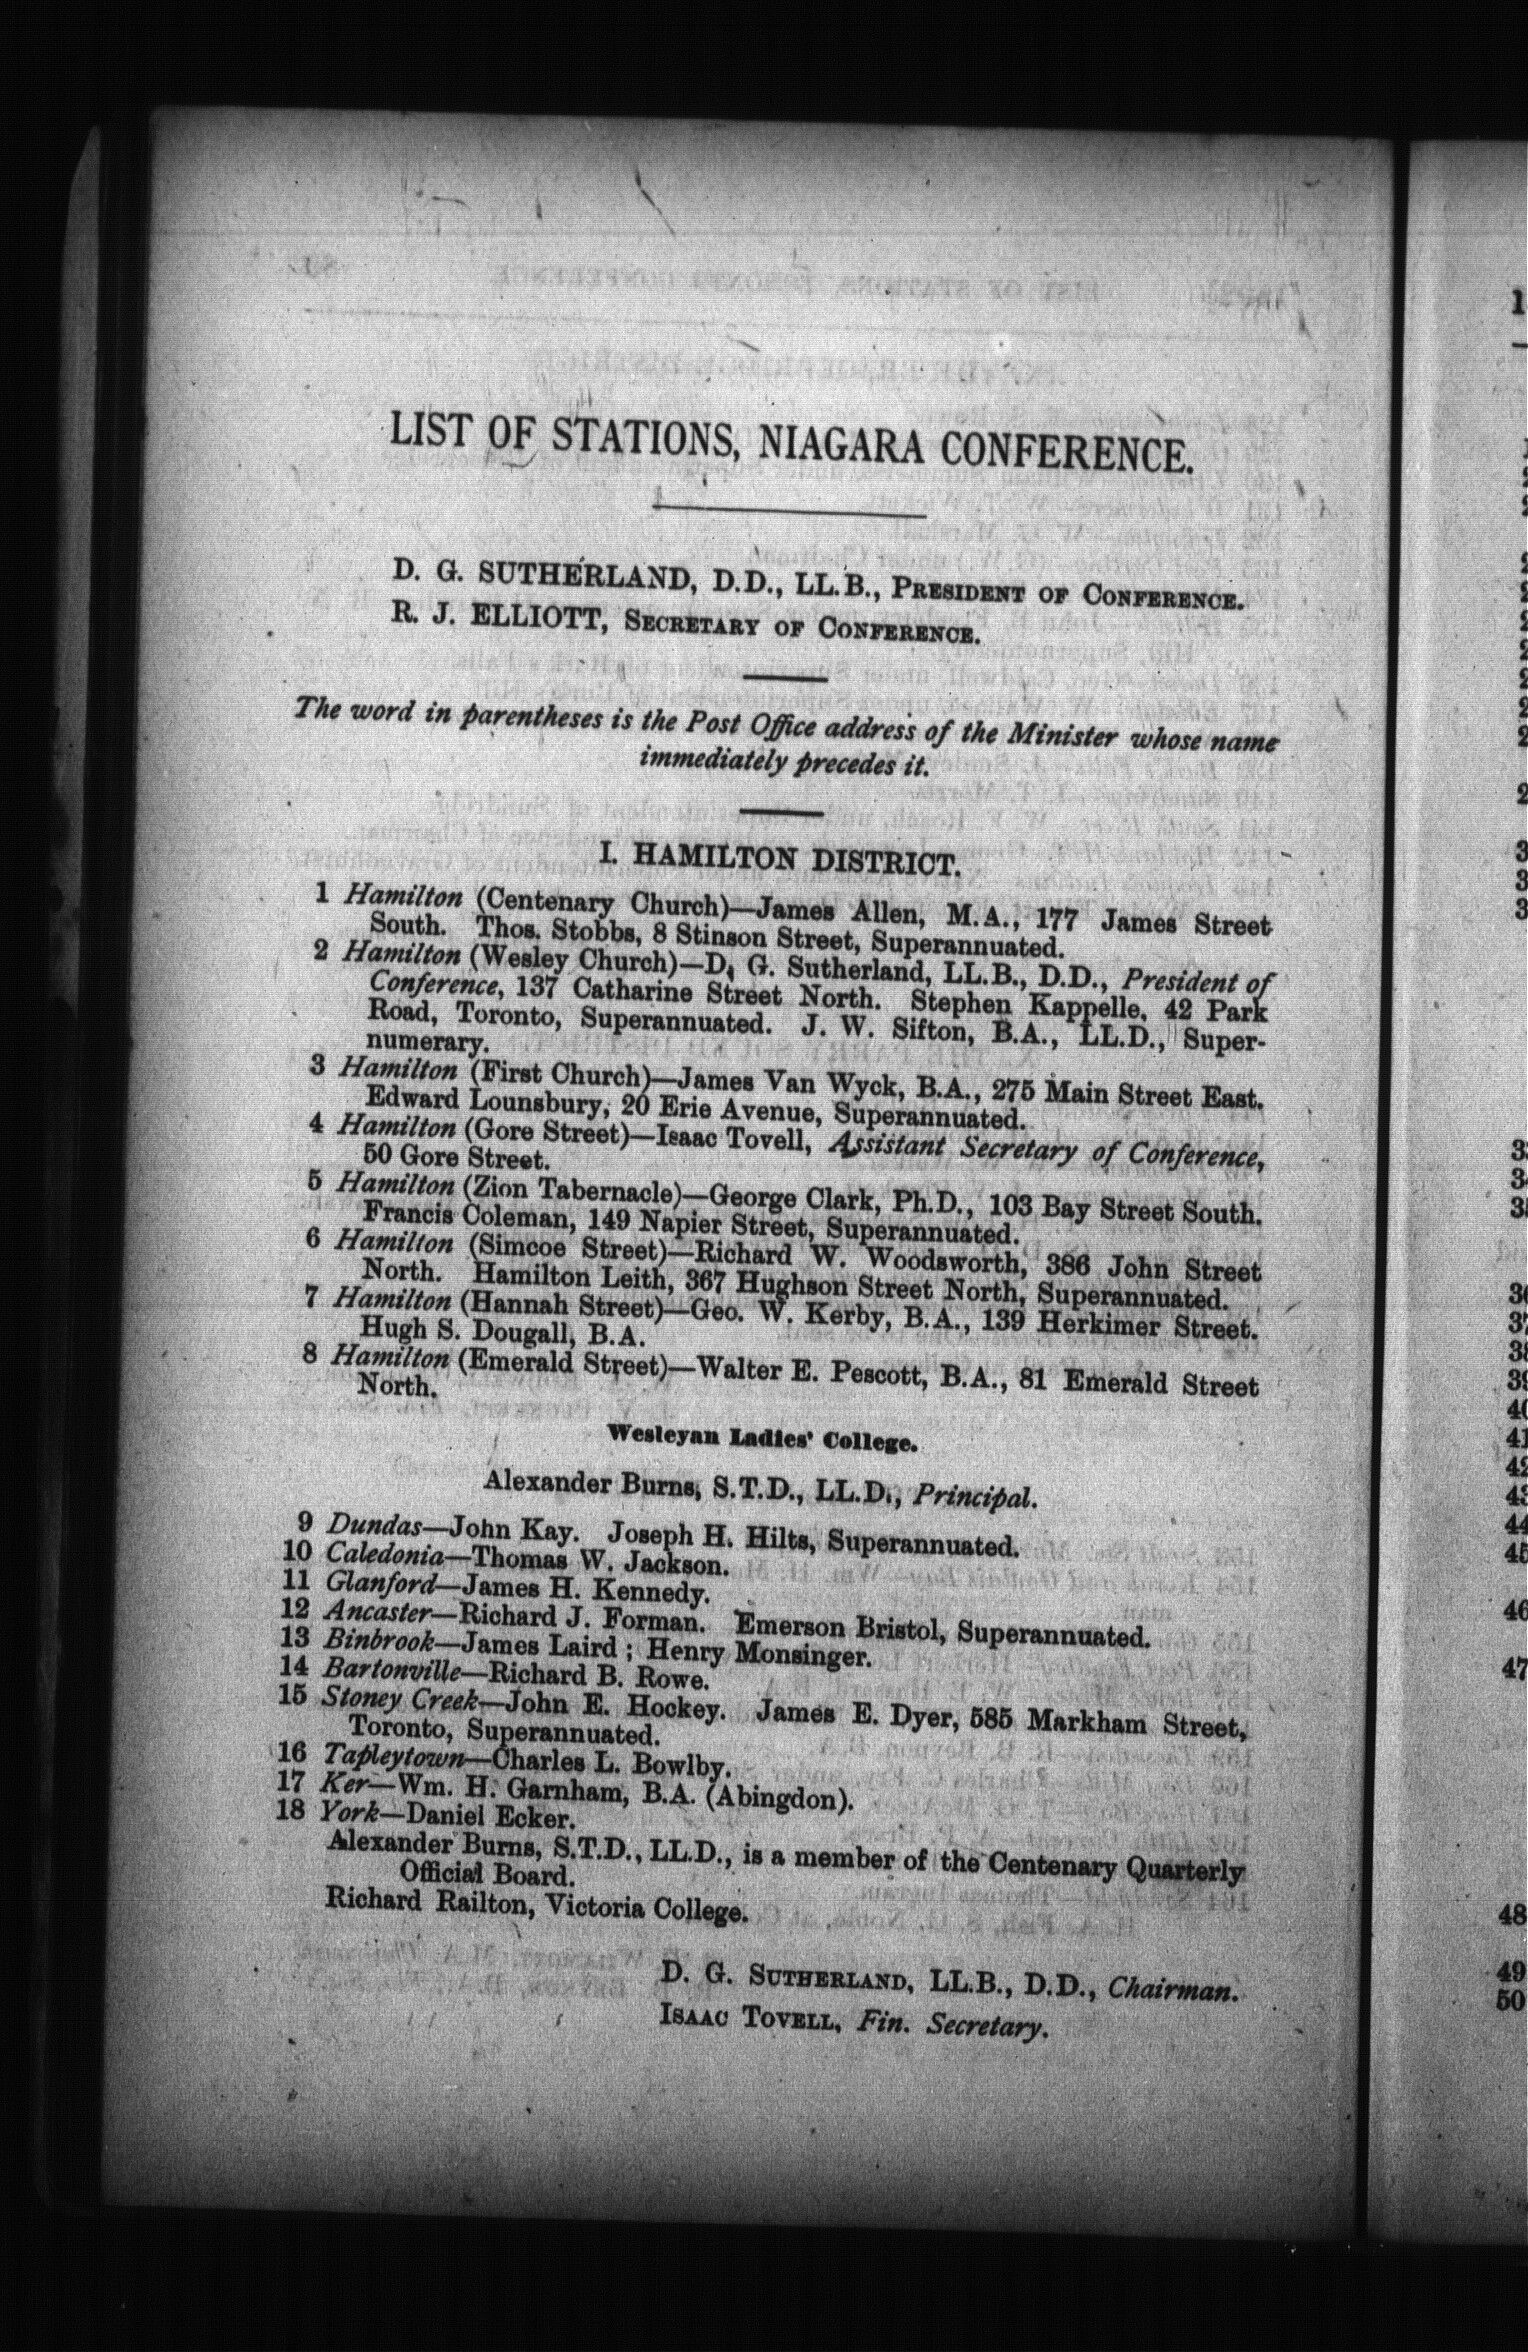 LIST OF STATIONS, NIAGARA CONFERENCE.
D. G. SUTHERLAND, D.D., LL.B., PRESIDENT OF CONFERENCE.
R. J. ELLIOTT, SECRETARY OF CONFERENCE.
The word in parentheses is the Post Office address of the Minister whose name
immediately precedes it.
I. HAMILTON DISTRICT.
1 Hamilton (Centenary Church)—James Allen, M.A., 177 James Street
South. Thos. Stobbs, 8 Stinson Street, Superannuated.
2 Hamilton (Wesley Church)—D. G. Sutherland, LL.B., D.D., President of
Conference, 137 Catharine Street North. Stephen Kappelle, 42 Park
Road, Toronto, Superannuated. J. W. Sifton, B.A., LL.D., Super-
numerary.
3 Hamilton (First Church)—James Van Wyck, B.A., 275 Main Street East.
Edward Lounsbury, 20 Erie Avenue, Superannuated.
4 Hamilton (Gore Street)—Isaac Tovell, Assistant Secretary of Conference,
50 Gore Street.
5 Hamilton (Zion Tabernacle)—George Clark, Ph.D., 103 Bay Street South.
Francis Coleman, 149 Napier Street, Superannuated.
6 Hamilton (Simcoe Street)—Richard W. Woodsworth, 386 John Street
North. Hamilton Leith, 367 Hughson Street North, Superannuated.
7 Hamilton (Hannah Street)—Geo. W. Kerby, B.A., 139 Herkimer Street.
Hugh S. Dougall, B.A.
8 Hamilton (Emerald Street)—Walter E. Pescott, B.A., 81 Emerald Street
North.
Wesleyan Ladies' College.
Alexander Burns, S.T.D., LL.D., Principal.
9 Dundas—John Kay. Joseph H. Hilts, Superannuated.
10 Caledonia—Thomas W. Jackson.
11 Glanford—James H. Kennedy.
12 Ancaster—Richard J. Forman. Emerson Bristol, Superannuated.
13 Binbrook—James Laird; Henry Monsinger.
14 Bartonville—Richard B. Rowe.
15 Stoney Creek—John E. Hockey. James E. Dyer, 585 Markham Street,
Toronto, Superannuated.
16 Tapleytown—Charles L. Bowlby.
17 Ker—Wm. H. Garnham, B.A. (Abingdon).
18 York—Daniel Ecker.
Alexander Burns, S.T.D., LL.D., is a member of the Centenary Quarterly
Official Board.
Richard Railton, Victoria College.
D. G. SUTHERLAND, LL.B., D.D., Chairman.
ISAAC TOVELL, Fin. Secretary.